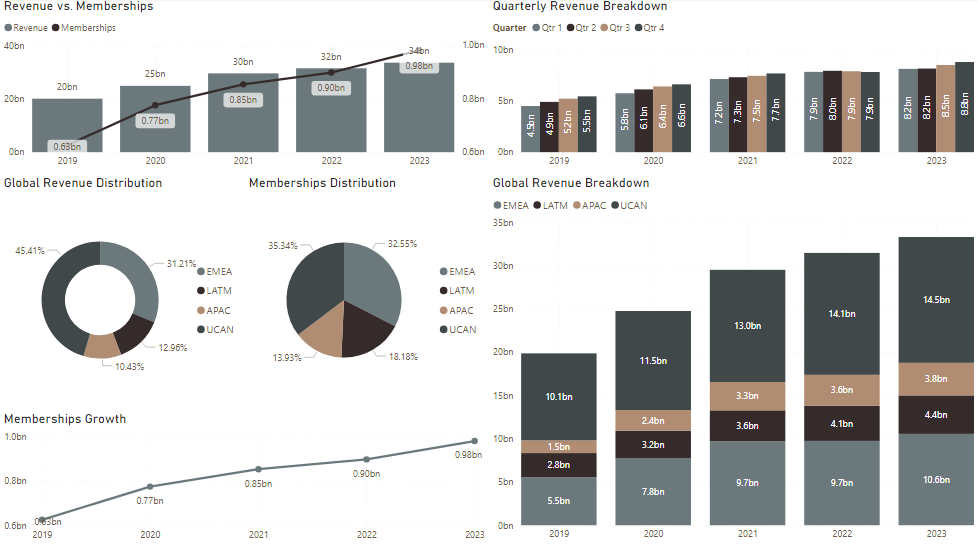 Revenue vs. Memberships
Revenue Memberships
40bn
20bn
0bn
1.0bn
0.8bn
0.6bn
20bn
25bn
30bn
32bn
34bn
0.63bn
0.77bn
0.85bn
0.90bn
0.98bn
2019 2020 2021 2022 2023
Quarterly Revenue Breakdown
Quarter Qtr 1 Qtr 2 Qtr 3 Qtr 4
10bn
5bn
0bn
4.5bn 4.9bn 5.2bn 5.5bn
5.8bn 6.1bn 6.4bn 6.6bn
7.2bn 7.3bn 7.5bn 7.7bn
7.9bn 8.0bn 7.9bn 7.9bn
8.2bn 8.2bn 8.5bn 8.8bn
2019 2020 2021 2022 2023
Global Revenue Distribution
45.41%
31.21%
12.96%
10.43%
EMEA
LATM
APAC
UCAN
Memberships Distribution
35.34%
32.55%
13.93%
18.18%
EMEA
LATM
APAC
UCAN
Global Revenue Breakdown
EMEA LATM APAC UCAN
35bn
30bn
25bn
20bn
15bn
10bn
5bn
0bn
10.1bn
1.5bn
2.8bn
5.5bn
11.5bn
2.4bn
3.2bn
7.8bn
13.0bn
3.3bn
3.6bn
9.7bn
14.1bn
3.6bn
4.1bn
9.7bn
14.5bn
3.8bn
4.4bn
10.6bn
2019 2020 2021 2022 2023
Memberships Growth
1.0bn
0.8bn
0.6bn
0.63bn
0.77bn
0.85bn
0.90bn
0.98bn
2019 2020 2021 2022 2023